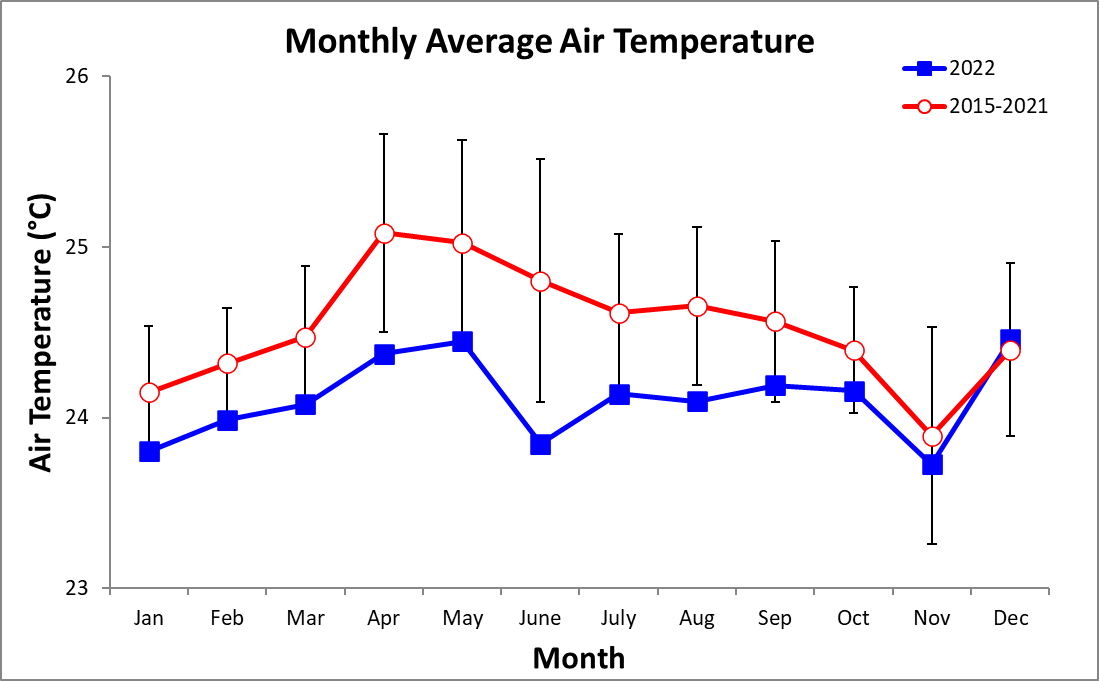 Monthly Average Air Temperature
2022
2015-2021
26
25
24
23
Air Temperature (°C)
Jan Feb Mar Apr May June July Aug Sep Oct Nov Dec
Month